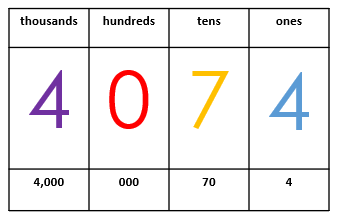 thousands hundreds tens ones
4 0 7 4
4,000 000 70 4